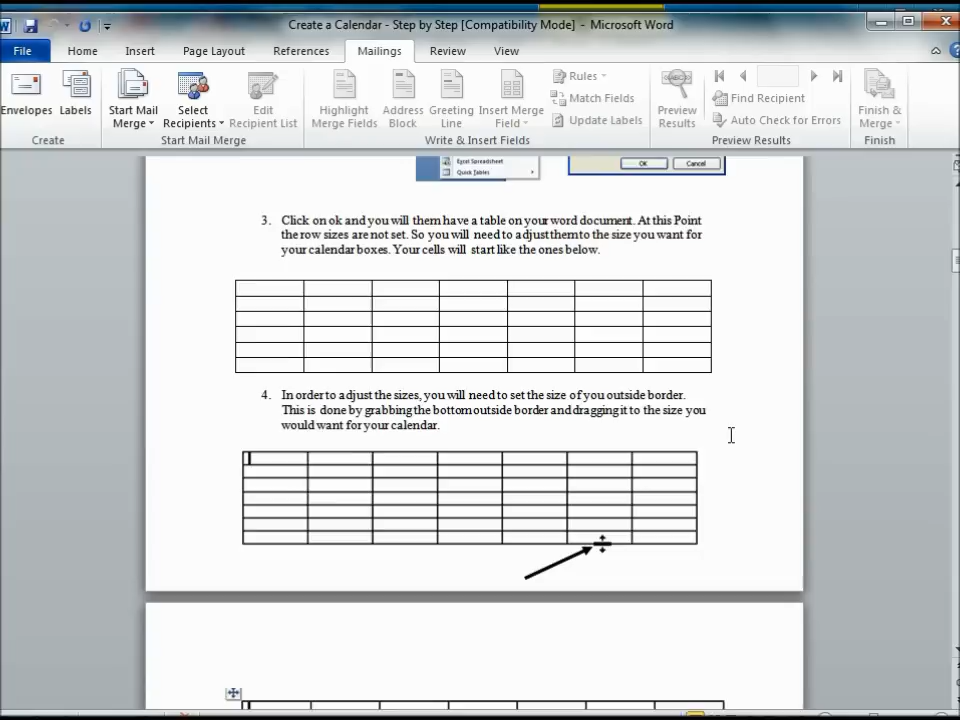 Create a Calendar - Step by Step [Compatibility Mode] - Microsoft Word
File Home Insert Page Layout References Mailings Review View
Envelopes Labels Start Mail Merge Select Recipients Edit Recipient List Highlight Merge Fields Address Block Greeting Line Insert Merge Field Rules Match Fields Update Labels Preview Results Find Recipient Auto Check for Errors Finish & Merge
Create Start Mail Merge Write & Insert Fields Preview Results Finish
Excel Spreadsheet
Quick Tables
OK Cancel
3. Click on ok and you will them have a table on your word document. At this Point
the row sizes are not set. So you will need to adjust them to the size you want for
your calendar boxes. Your cells will start like the ones below.
4. In order to adjust the sizes, you will need to set the size of you outside border.
This is done by grabbing the bottom outside border and dragging it to the size you
would want for your calendar.